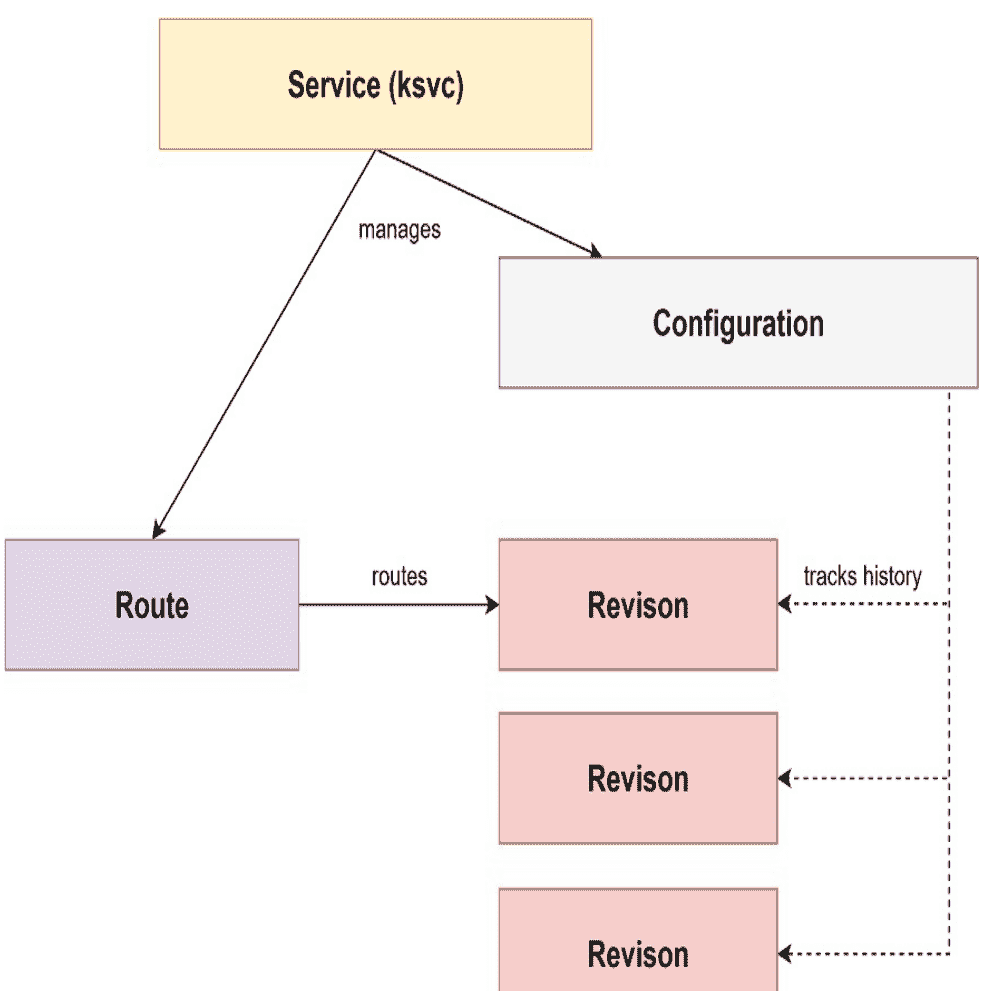 Service (ksvc)
manages
Configuration
Route
routes
Revison
tracks history
Revison
Revison